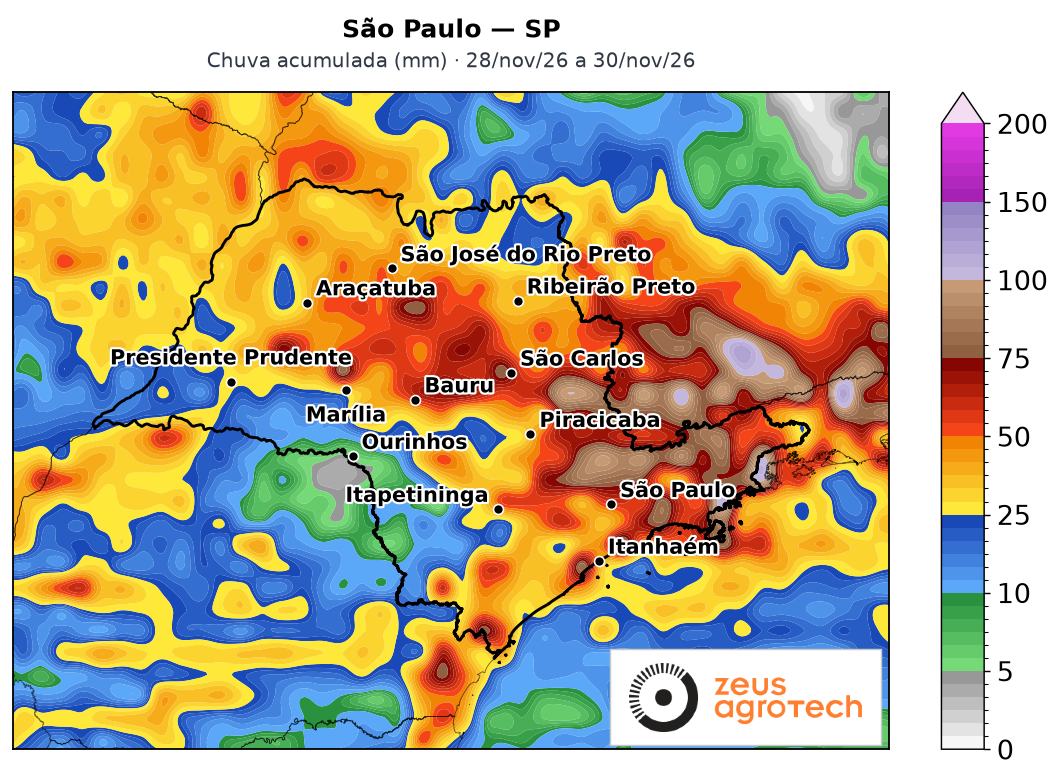 São Paulo — SP
Chuva acumulada (mm) · 28/nov/26 a 30/nov/26
São José do Rio Preto
Araçatuba
Ribeirão Preto
Presidente Prudente
São Carlos
Bauru
Marília
Piracicaba
Ourinhos
Itapetininga
São Paulo
Itanhaém
zeus
agrotech
200
150
100
75
50
25
10
5
0